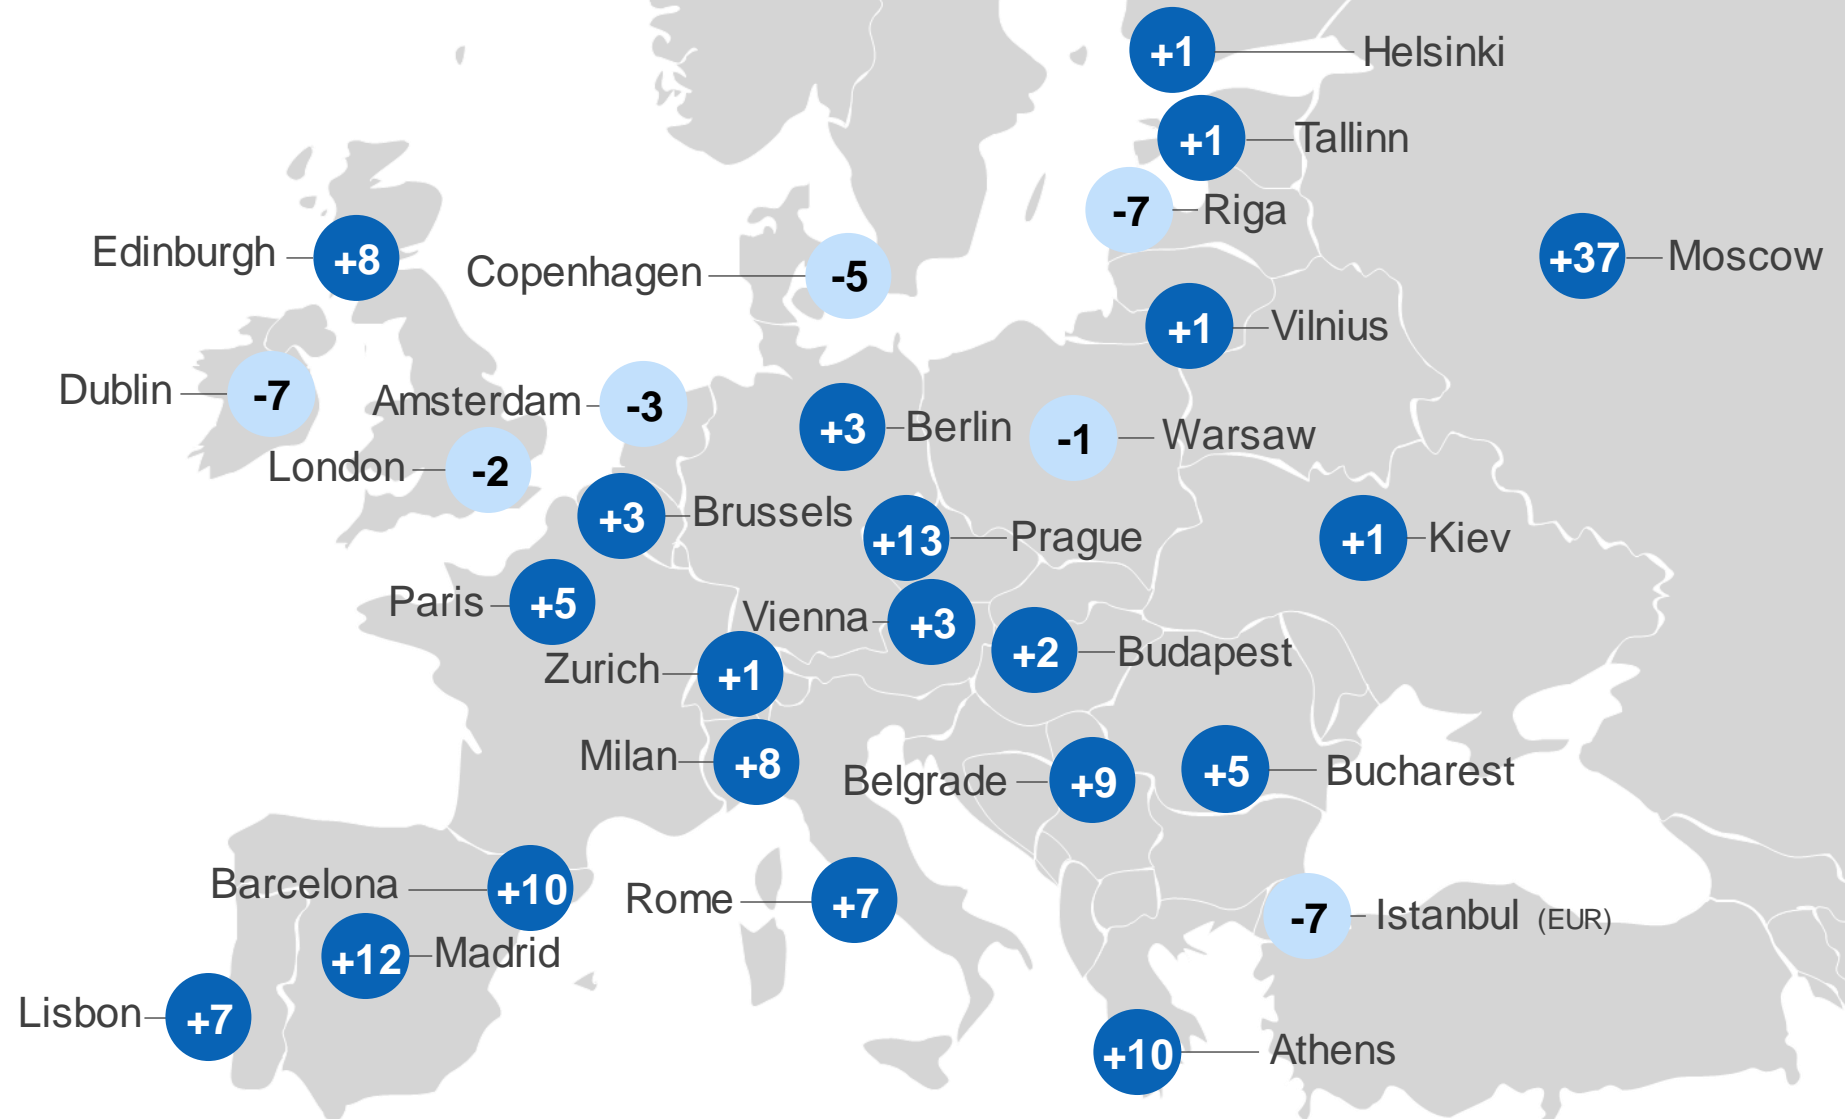 +1 Helsinki
+1 Tallinn
-7 Riga
Edinburgh +8
Copenhagen -5
+37 Moscow
+1 Vilnius
Dublin -7
Amsterdam -3
+3 Berlin
-1 Warsaw
London -2
+3 Brussels
+13 Prague
+1 Kiev
Paris +5
Vienna +3
+2 Budapest
Zurich +1
Milan +8
Belgrade +9
+5 Bucharest
Barcelona +10
Rome +7
-7 Istanbul (EUR)
+12 Madrid
Lisbon +7
+10 Athens